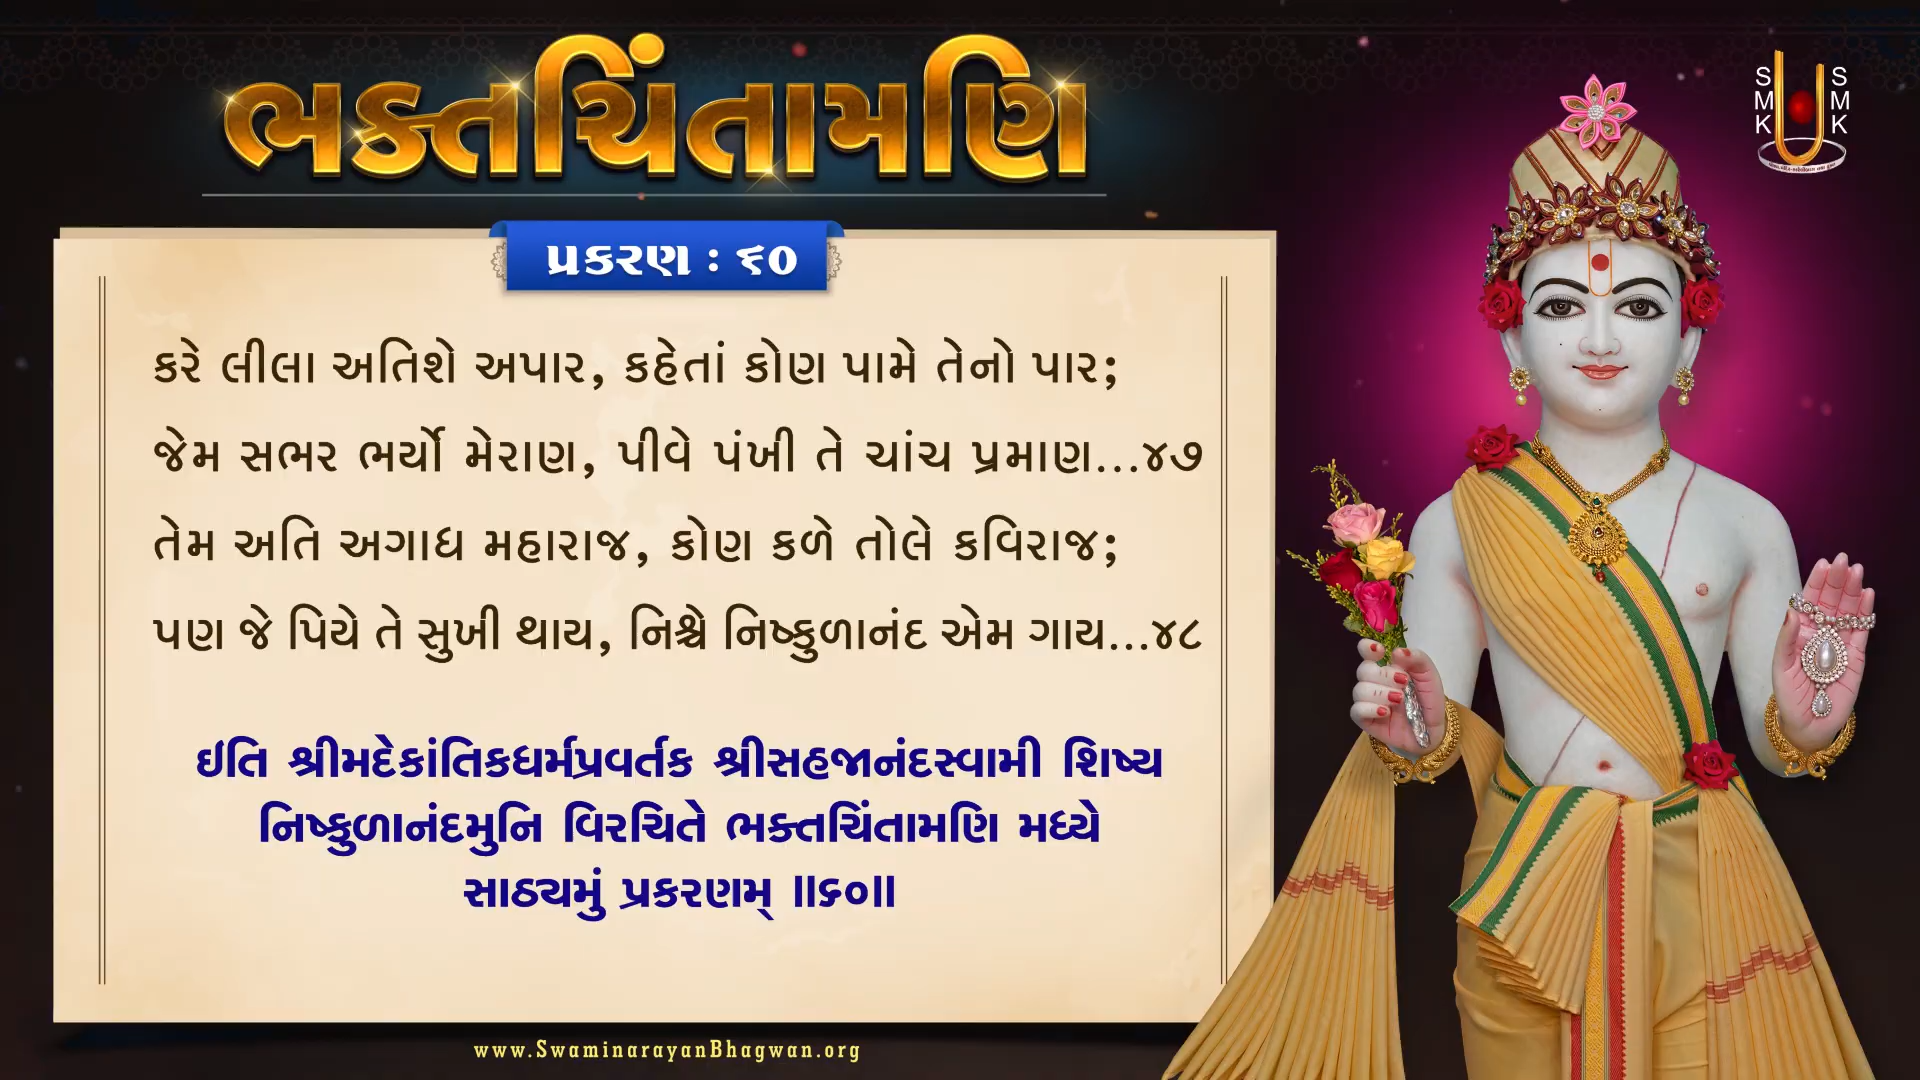 ભક્તચિંતામણિ
S S
M M
K K
પ્રકરણ : ૬૦
કરે લીલા અતિશે અપાર, કહેતાં કોણ પામે તેનો પાર;
જેમ સભર ભર્યો મેરાણ, પીવે પંખી તે ચાંચ પ્રમાણ...૪૭
તેમ અતિ અગાધ મહારાજ, કોણ કળે તોલે કવિરાજ;
પણ જે પિયે તે સુખી થાય, નિશ્ચે નિષ્કુળાનંદ એમ ગાય...૪૮
ઇતિ શ્રીમદેકાંતિકધર્મપ્રવર્તક શ્રીસહજાનંદસ્વામી શિષ્ય
નિષ્કુળાનંદમુનિ વિરચિતે ભક્તચિંતામણિ મધ્યે
સાઠ્યમું પ્રકરણમ્ ॥૬૦॥
www.SwaminarayanBhagwan.org